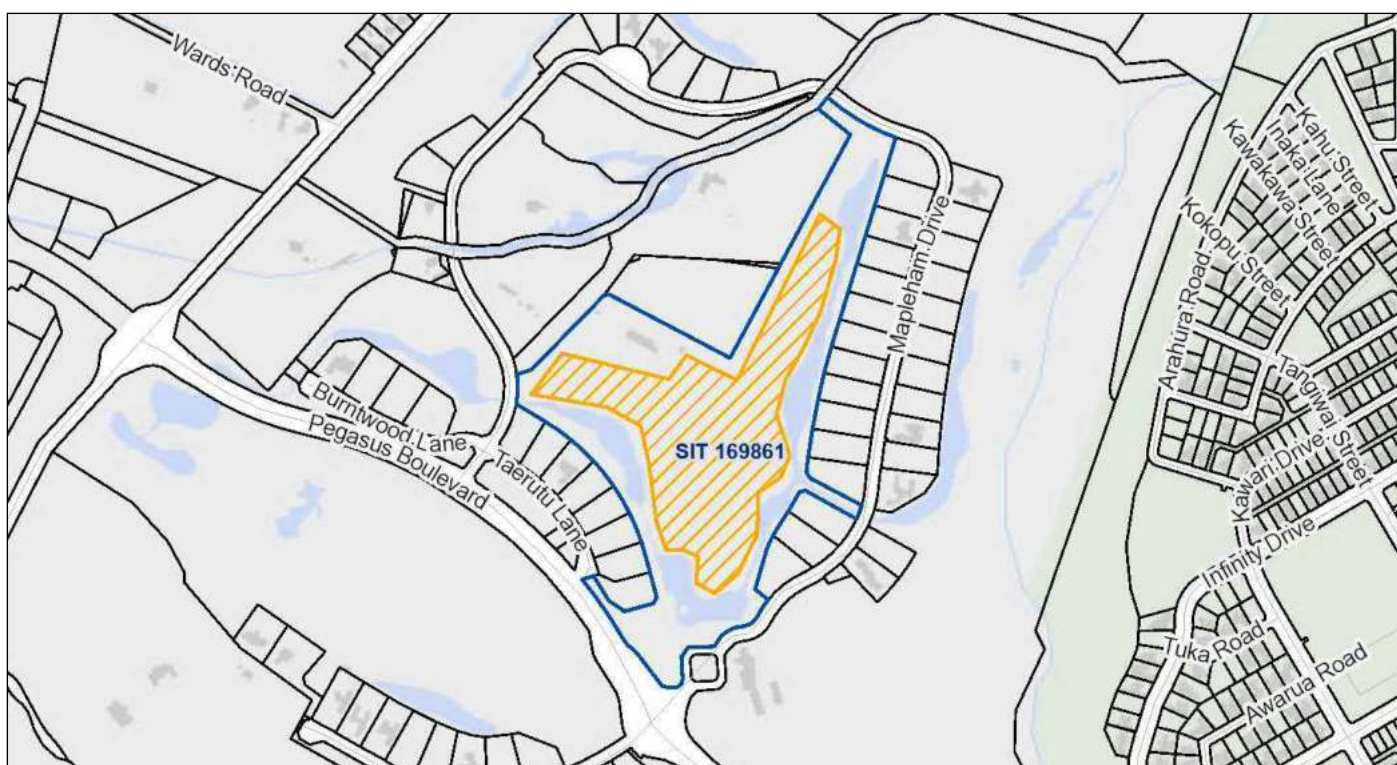 Wards Road
Kahu Street
Inaka Lane
Kawakawa Street
Kokopu Street
Mapleham Drive
Arahura Road
Tangiwai Street
Burntwood Lane
Pegasus Boulevard
Taerutu Lane
SIT 169861
Kawari Drive
Infinity Drive
Tuka Road
Awarua Road